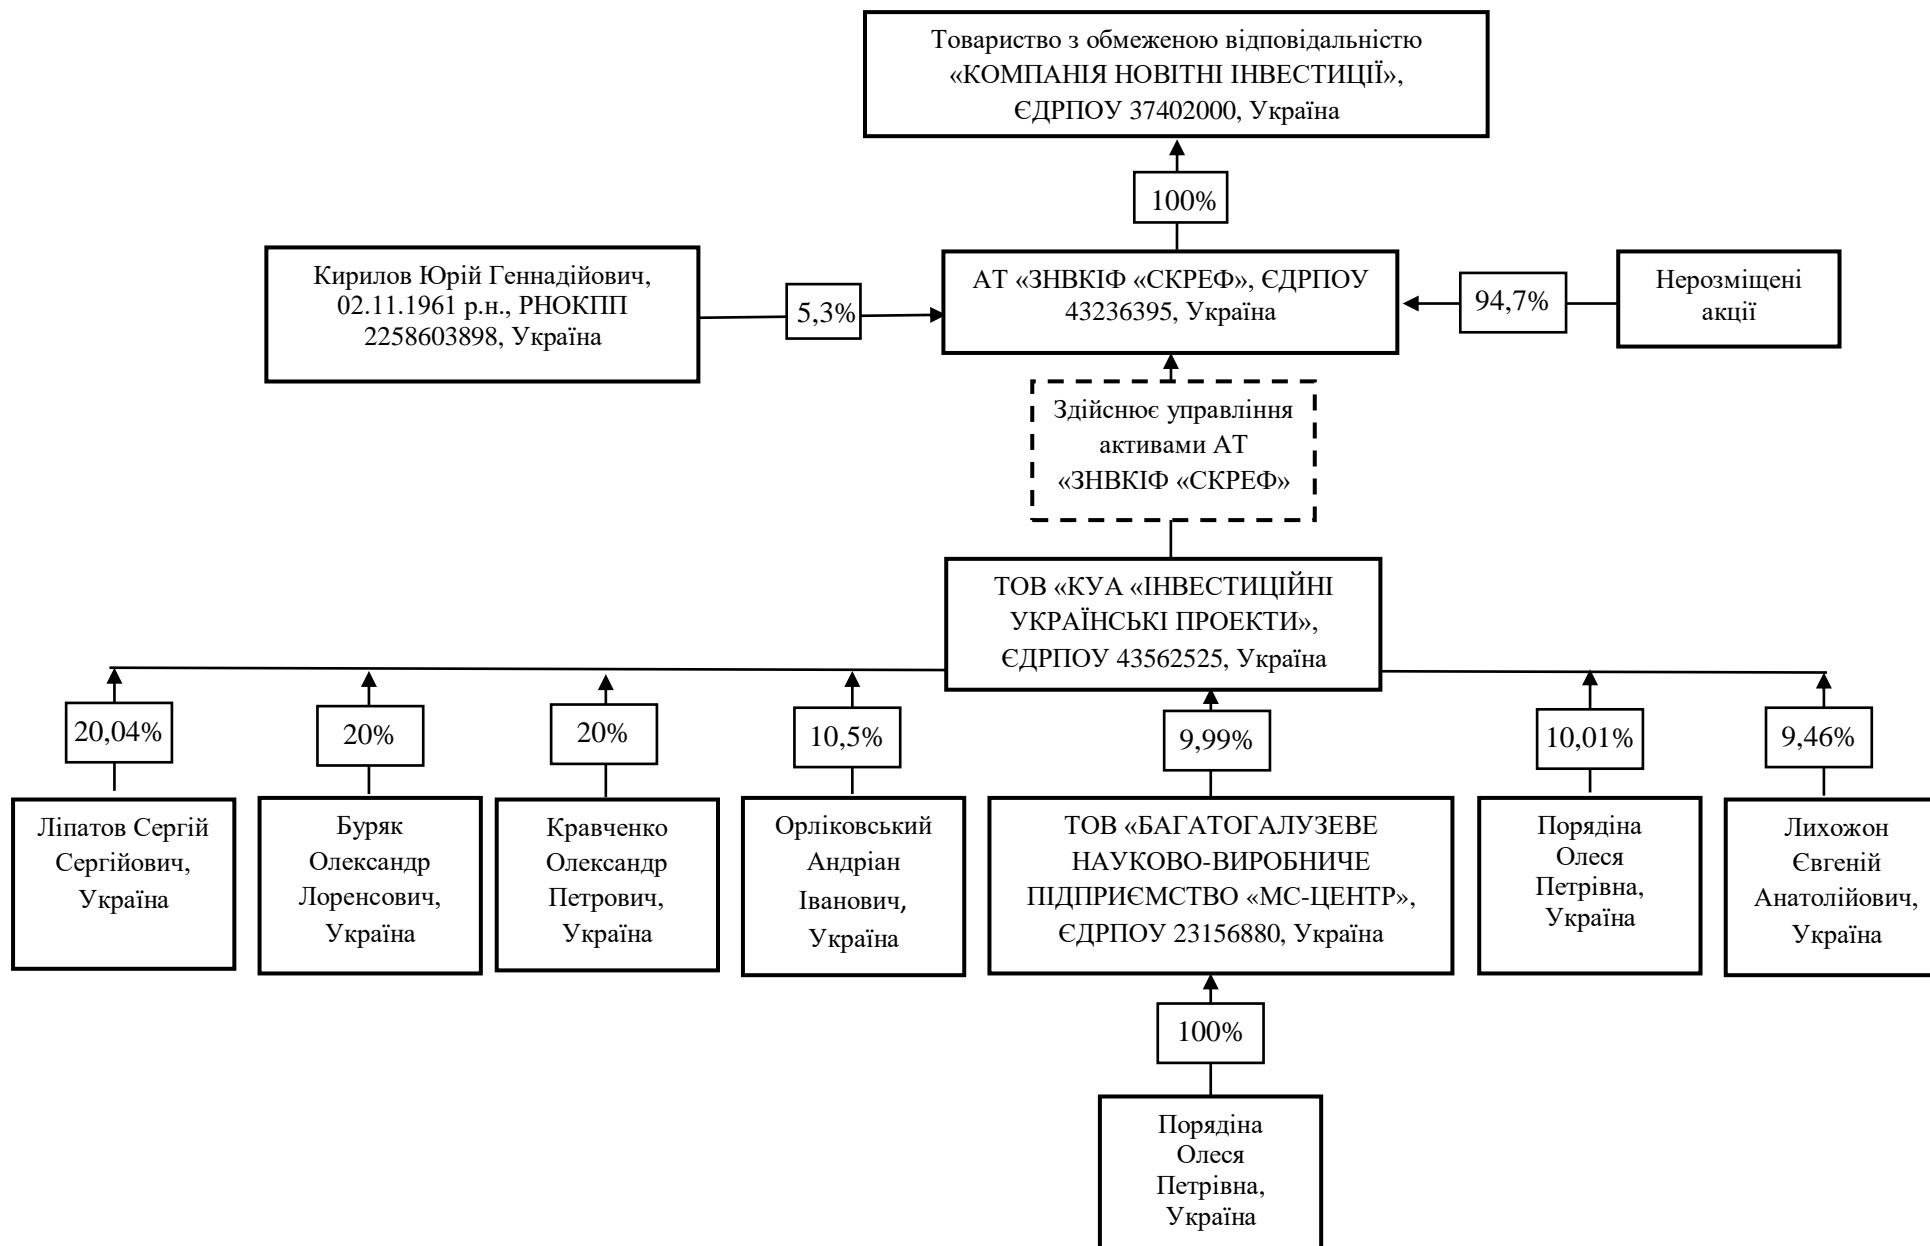 Товариство з обмеженою відповідальністю
«КОМПАНІЯ НОВІТНІ ІНВЕСТИЦІЇ»,
ЄДРПОУ 37402000, Україна
100%
Кирилов Юрій Геннадійович,
02.11.1961 р.н., РНОКПП
2258603898, Україна
5,3%
АТ «ЗНВКІФ «СКРЕФ», ЄДРПОУ
43236395, Україна
94,7%
Нерозміщені
акції
Здійснює управління
активами АТ
«ЗНВКІФ «СКРЕФ»
ТОВ «КУА «ІНВЕСТИЦІЙНІ
УКРАЇНСЬКІ ПРОЕКТИ»,
ЄДРПОУ 43562525, Україна
20,04%
20%
20%
10,5%
9,99%
10,01%
9,46%
Ліпатов Сергій
Сергійович,
Україна
Буряк
Олександр
Лоренсович,
Україна
Кравченко
Олександр
Петрович,
Україна
Орліковський
Андріан
Іванович,
Україна
ТОВ «БАГАТОГАЛУЗЕВЕ
НАУКОВО-ВИРОБНИЧЕ
ПІДПРИЄМСТВО «МС-ЦЕНТР»,
ЄДРПОУ 23156880, Україна
Порядіна
Олеся
Петрівна,
Україна
Лихожон
Євгеній
Анатолійович,
Україна
100%
Порядіна
Олеся
Петрівна,
Україна